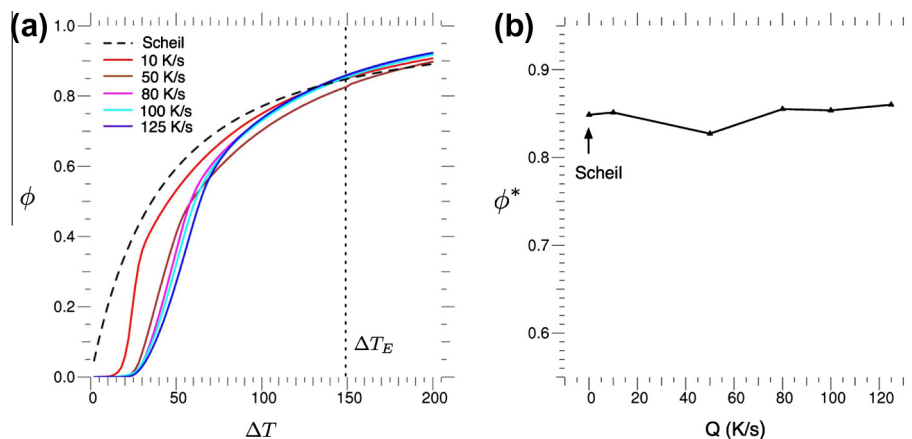 (a)
1.0
0.8
0.6
0.4
0.2
0.0
ϕ
Scheil
10 K/s
50 K/s
80 K/s
100 K/s
125 K/s
ΔT_E
0 50 100 150 200
ΔT
(b)
0.9
0.8
0.7
0.6
ϕ*
Scheil
0 20 40 60 80 100 120
Q (K/s)